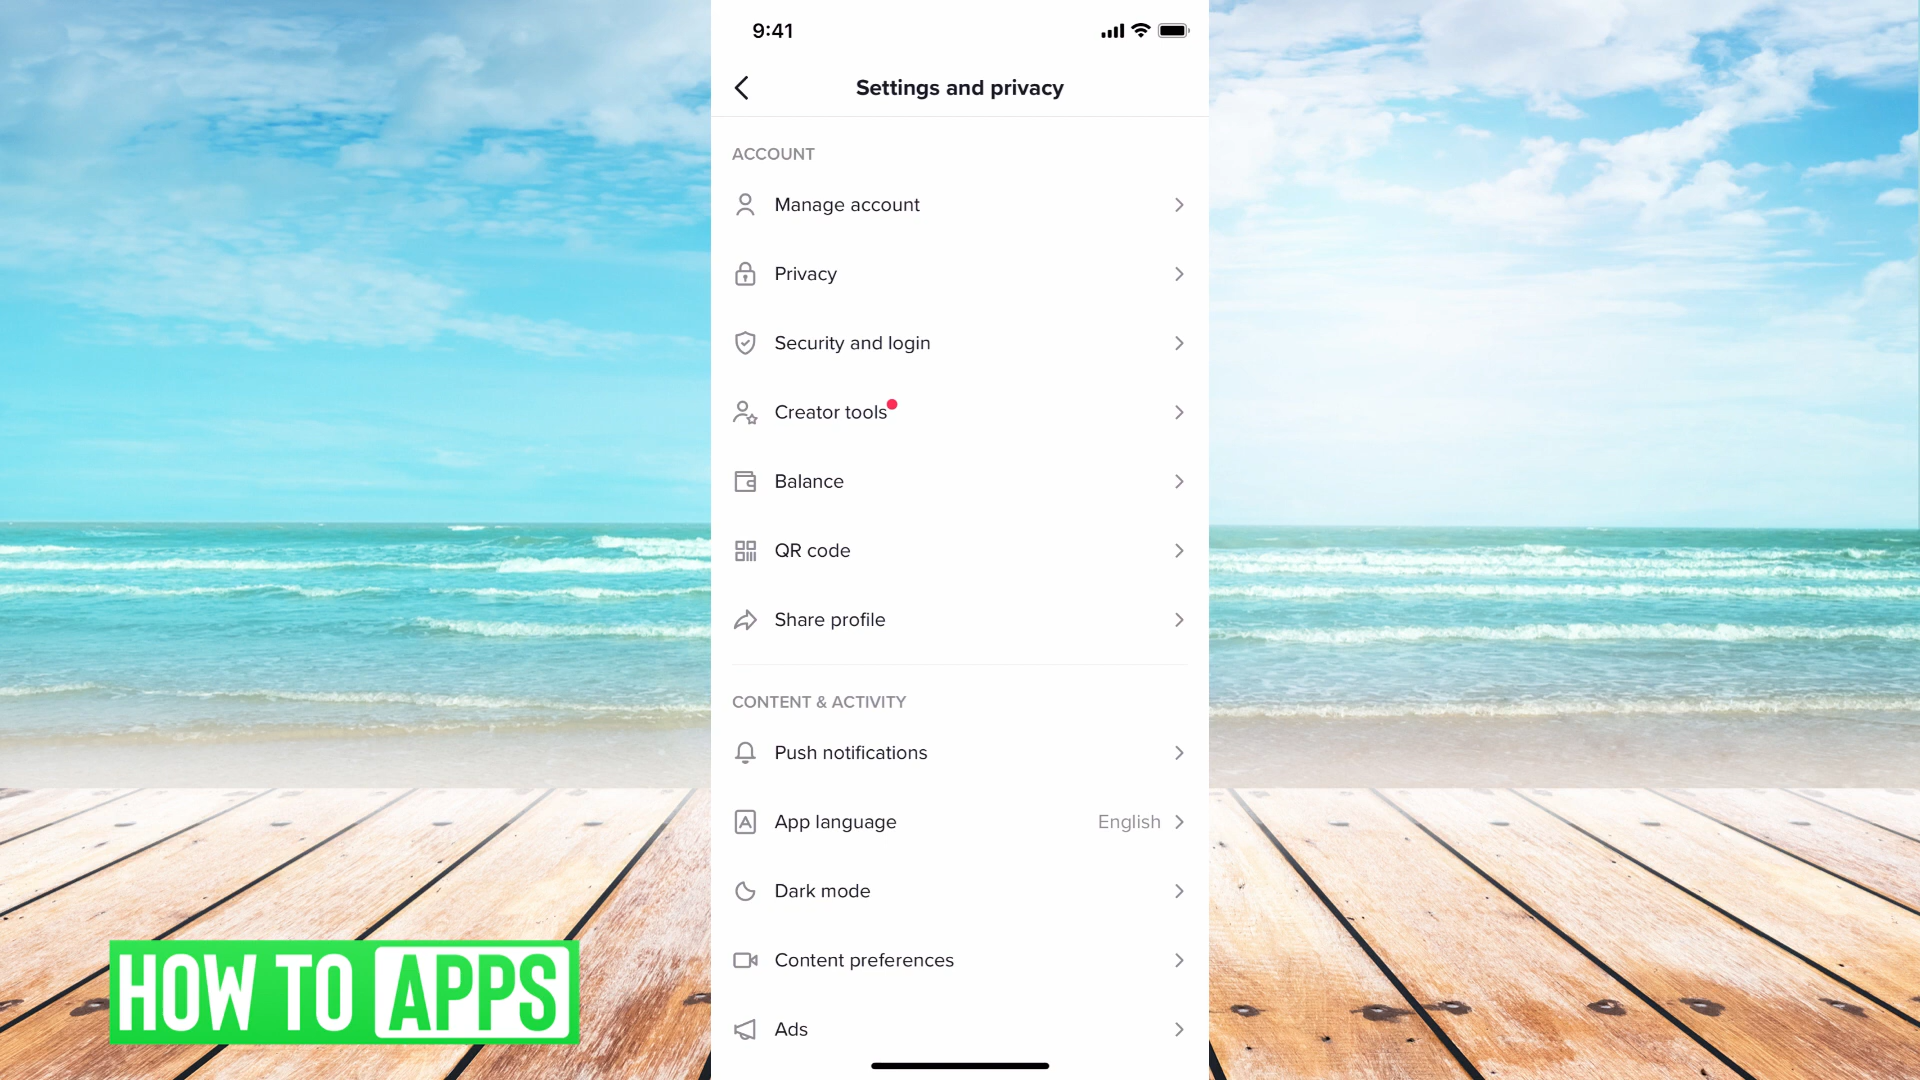 9:41
Settings and privacy
ACCOUNT
Manage account
Privacy
Security and login
Creator tools
Balance
QR code
Share profile
CONTENT & ACTIVITY
Push notifications
App language English
Dark mode
Content preferences
Ads
HOW TO APPS